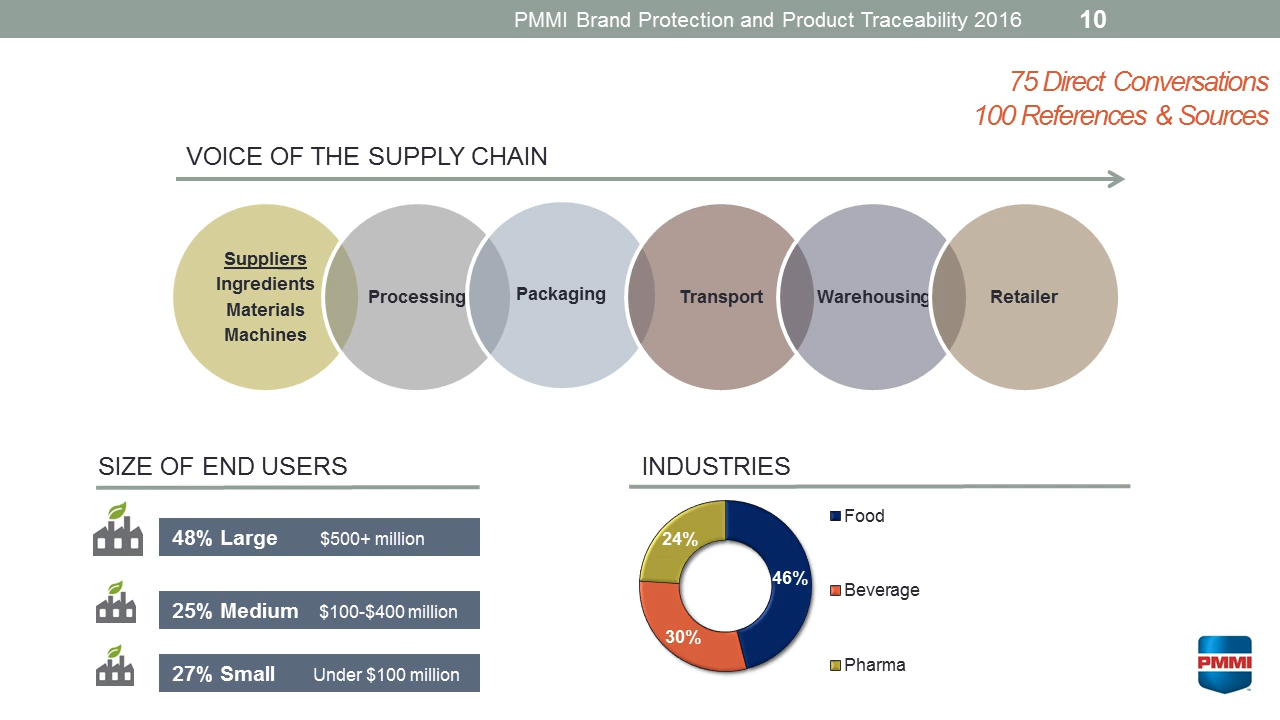 PMMI Brand Protection and Product Traceability 2016 10
75 Direct Conversations
100 References & Sources
VOICE OF THE SUPPLY CHAIN
Suppliers
Ingredients
Materials
Machines
Processing
Packaging
Transport
Warehousing
Retailer
SIZE OF END USERS
48% Large $500+ million
25% Medium $100-$400 million
27% Small Under $100 million
INDUSTRIES
24%
46%
30%
Food
Beverage
Pharma
PMMI